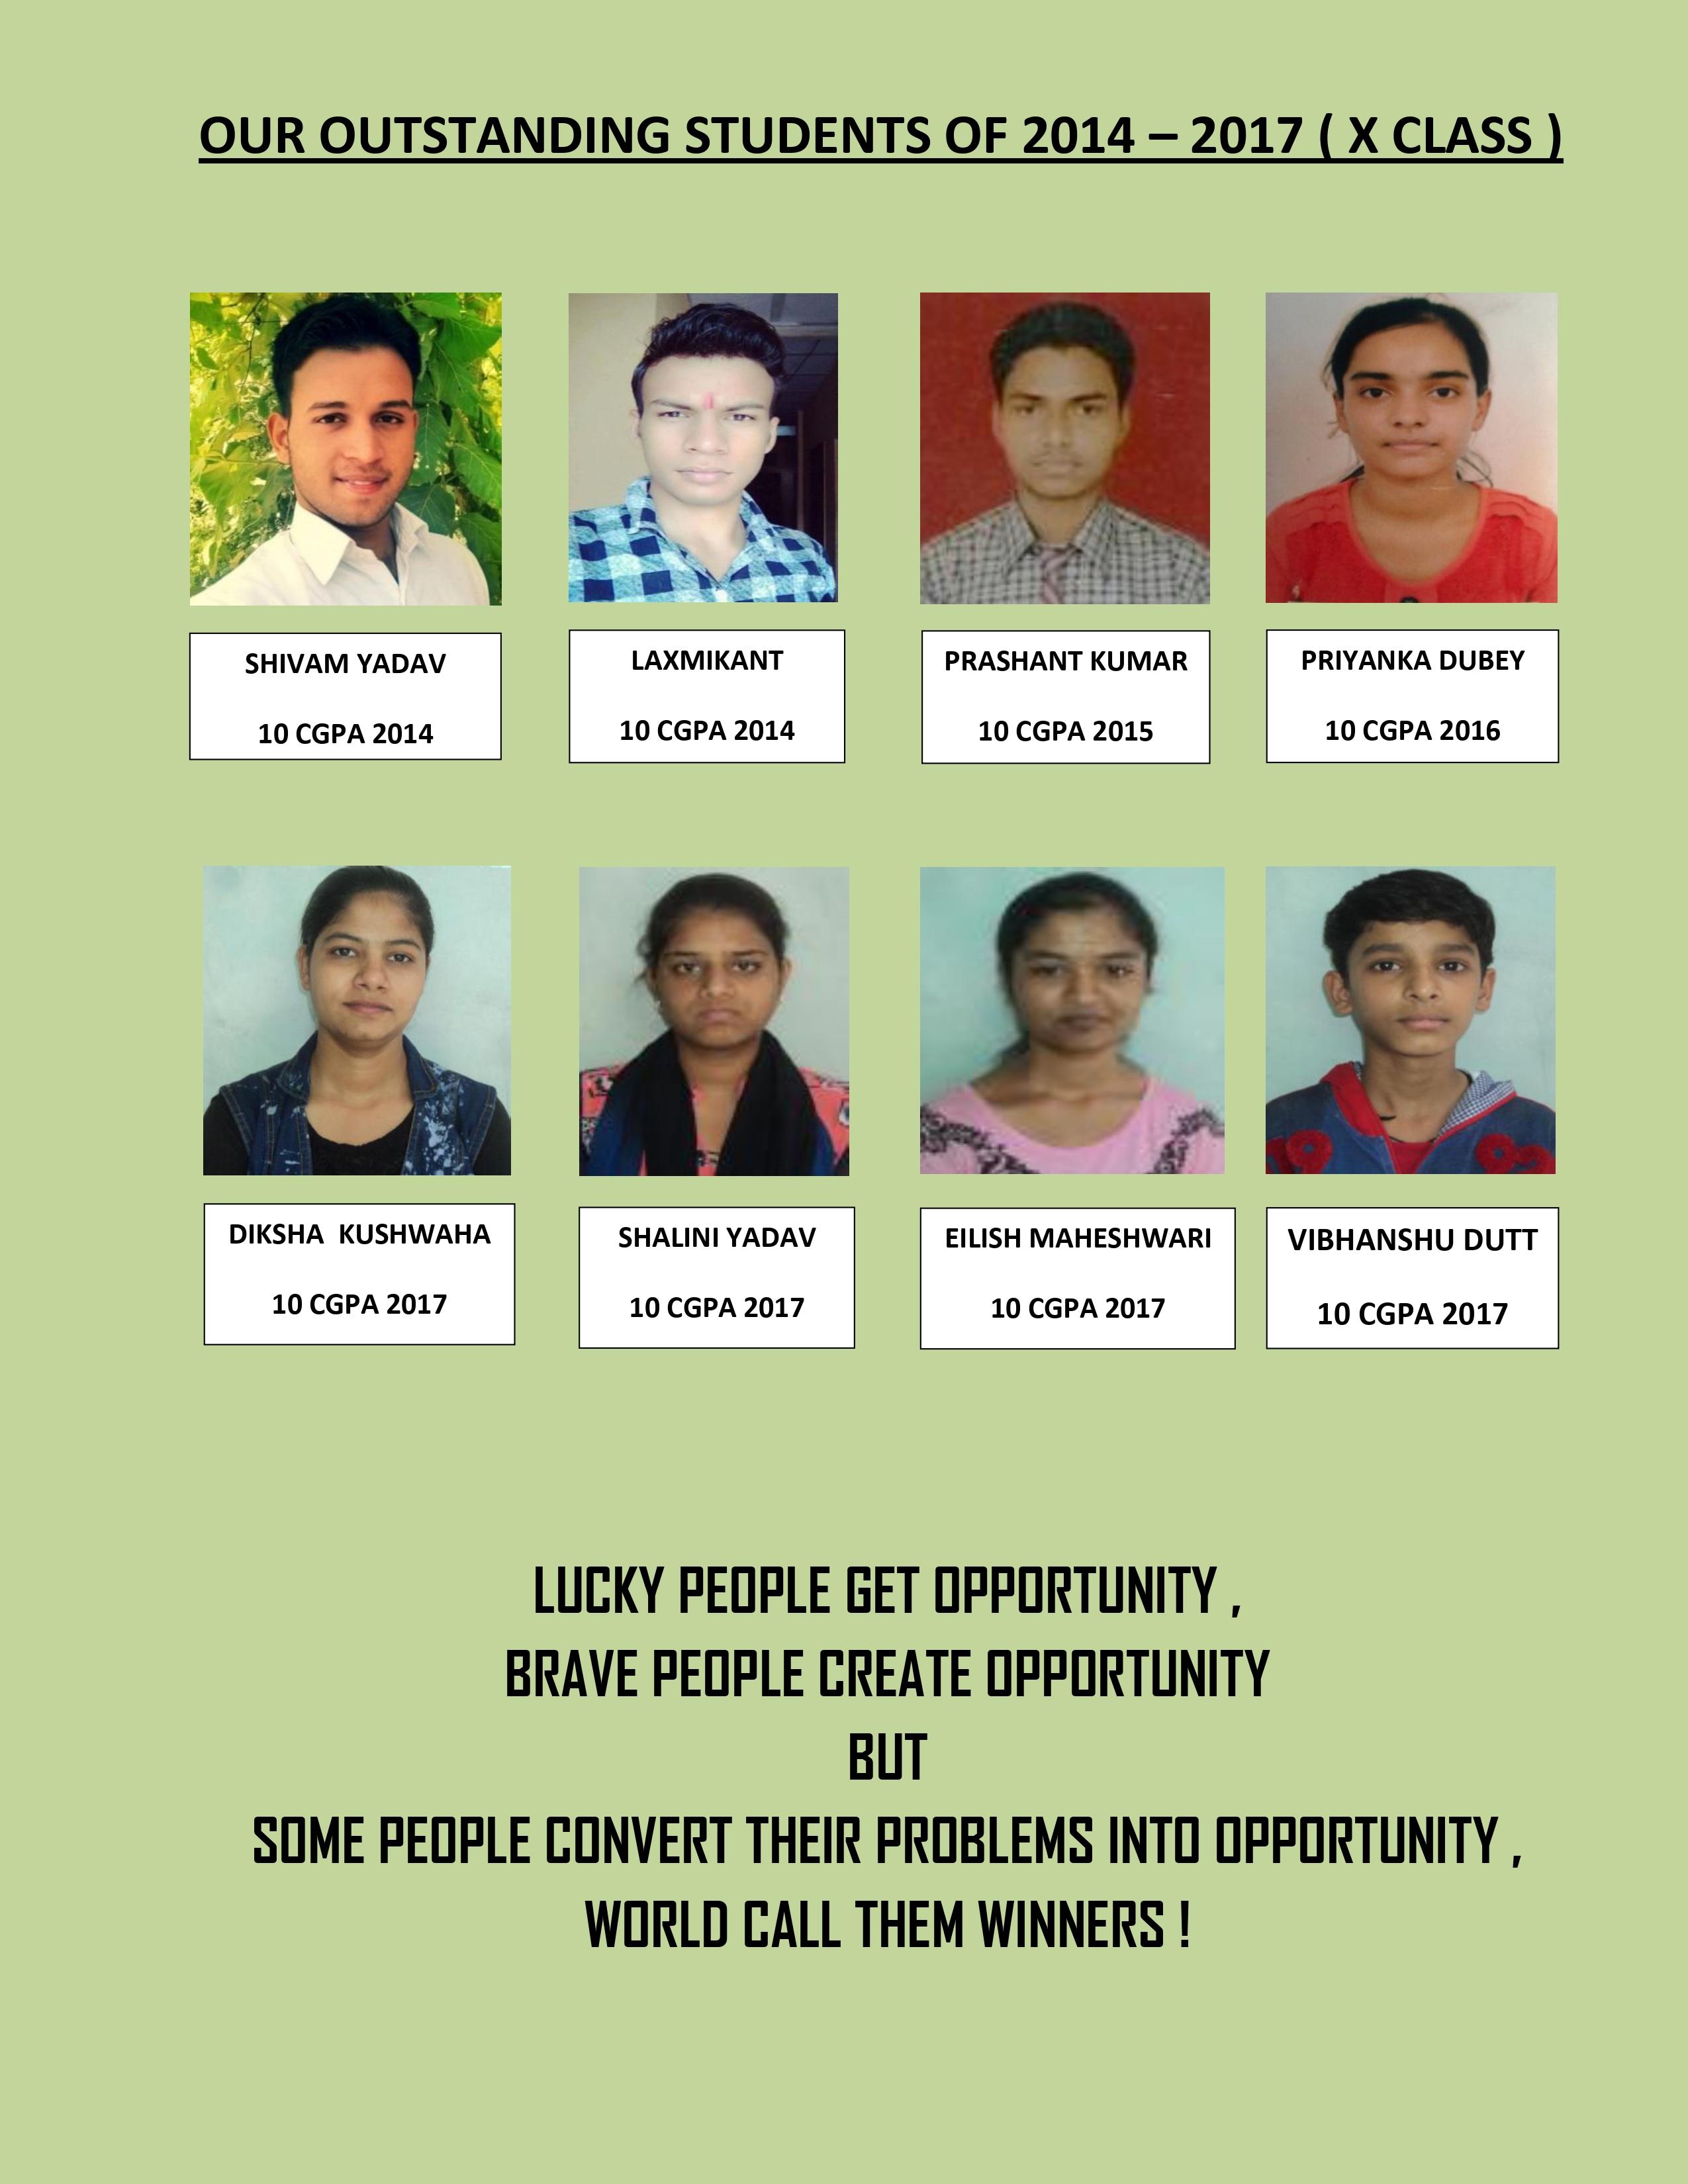 OUR OUTSTANDING STUDENTS OF 2014 – 2017 ( X CLASS )
SHIVAM YADAV
10 CGPA 2014
LAXMIKANT
10 CGPA 2014
PRASHANT KUMAR
10 CGPA 2015
PRIYANKA DUBEY
10 CGPA 2016
DIKSHA  KUSHWAHA
10 CGPA 2017
SHALINI YADAV
10 CGPA 2017
EILISH MAHESHWARI
10 CGPA 2017
VIBHANSHU DUTT
10 CGPA 2017
LUCKY PEOPLE GET OPPORTUNITY ,
BRAVE PEOPLE CREATE OPPORTUNITY
BUT
SOME PEOPLE CONVERT THEIR PROBLEMS INTO OPPORTUNITY ,
WORLD CALL THEM WINNERS !